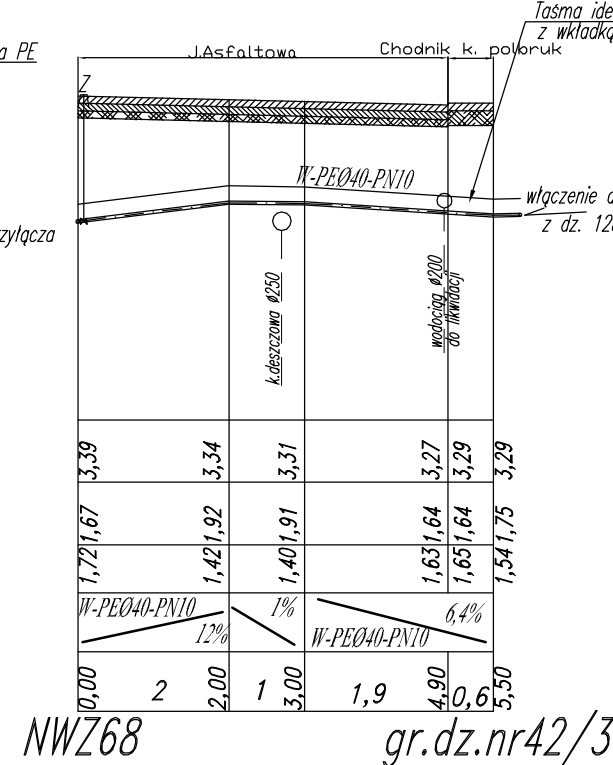 Taśma ide
z wkładką
a PE
J.Asfaltowa
Chodnik k. polbruk
Z
W-PEØ40-PN10
włączenie d
z dz. 12
zyłącza
k.deszczowa ø250
wodociąg ø200
do likwidacji
3,39 3,34 3,31 3,27 3,29 3,29
1,67 1,92 1,91 1,64 1,64 1,75
1,72 1,42 1,40 1,63 1,65 1,54
W-PEØ40-PN10 1% 6,4%
12% W-PEØ40-PN10
0,00 2 2,00 1 3,00 1,9 4,90 0,6 5,50
NWZ68 gr.dz.nr42/3